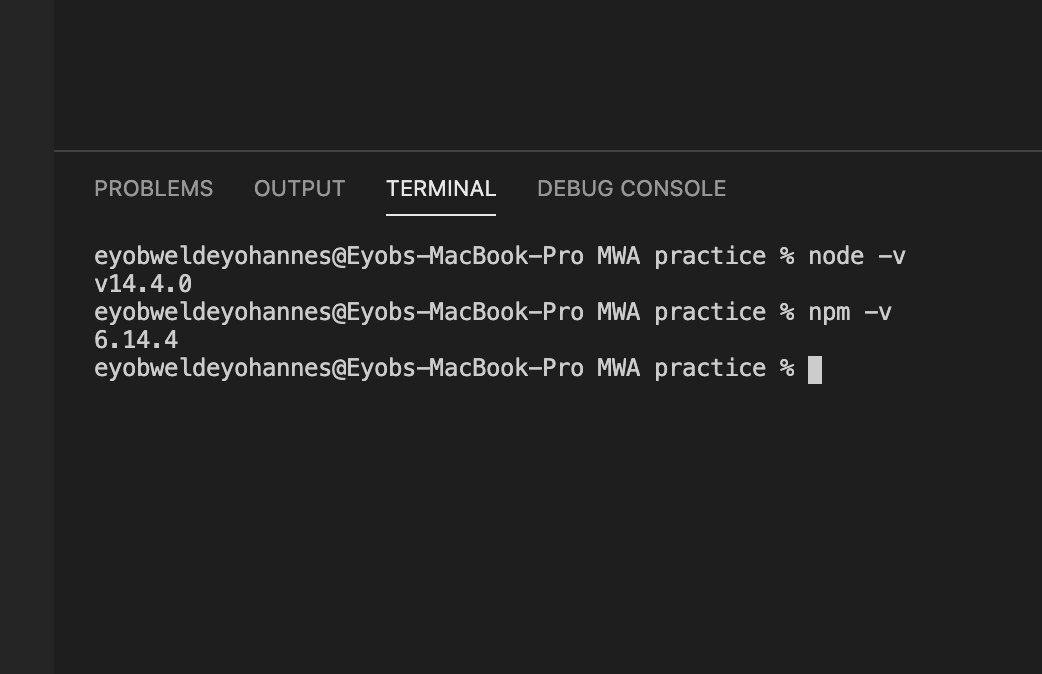 PROBLEMS OUTPUT TERMINAL DEBUG CONSOLE
eyobweldeyohannes@Eyobs-MacBook-Pro MWA practice % node -v
v14.4.0
eyobweldeyohannes@Eyobs-MacBook-Pro MWA practice % npm -v
6.14.4
eyobweldeyohannes@Eyobs-MacBook-Pro MWA practice %